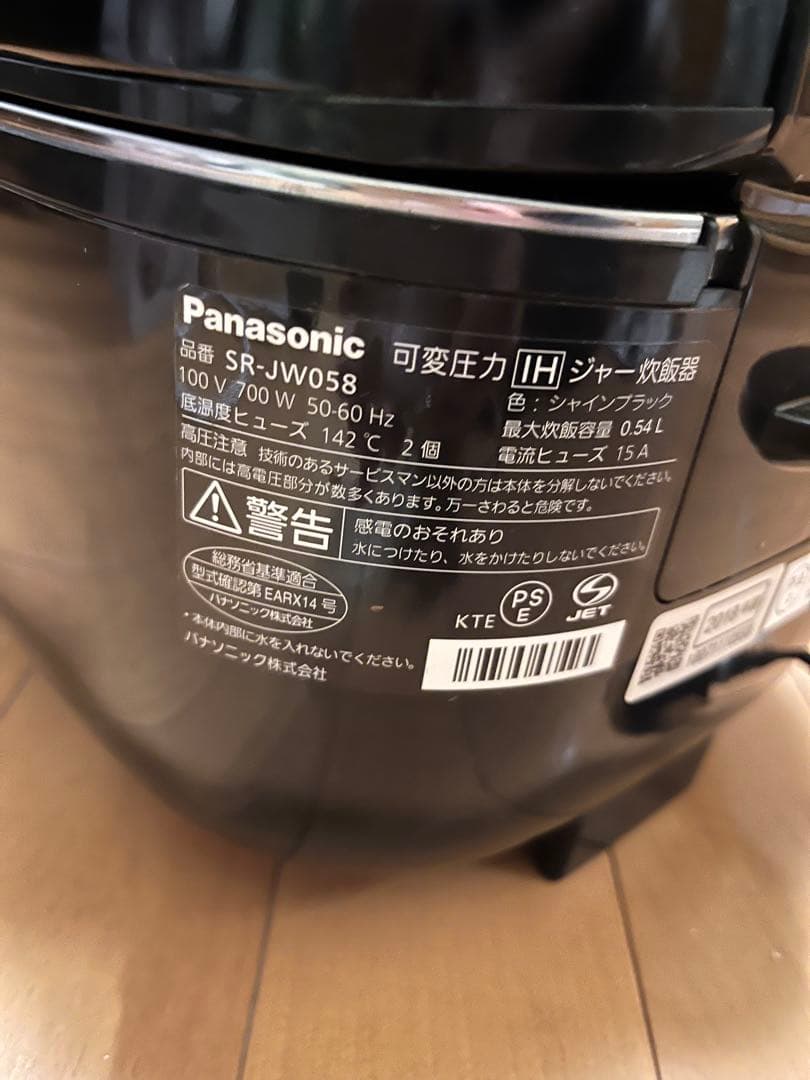 Panasonic 可変圧力 IH ジャー炊飯器
品番 SR-JW058
色：シャインブラック
100 V 700 W 50-60 Hz
最大炊飯容量 0.54 L
底温度ヒューズ 142 ℃ 2 個
電流ヒューズ 15 A
高圧注意 技術のあるサービスマン以外の方は本体を分解しないでください。
内部には高電圧部分が数多くあります。万一さわると危険です。
警告
感電のおそれあり
水につけたり、水をかけたりしないでください。
総務省基準適合
型式確認第 EARX14 号
パナソニック株式会社
KTE
PS
E
S
JET
・本体内部に水を入れないでください。
パナソニック株式会社